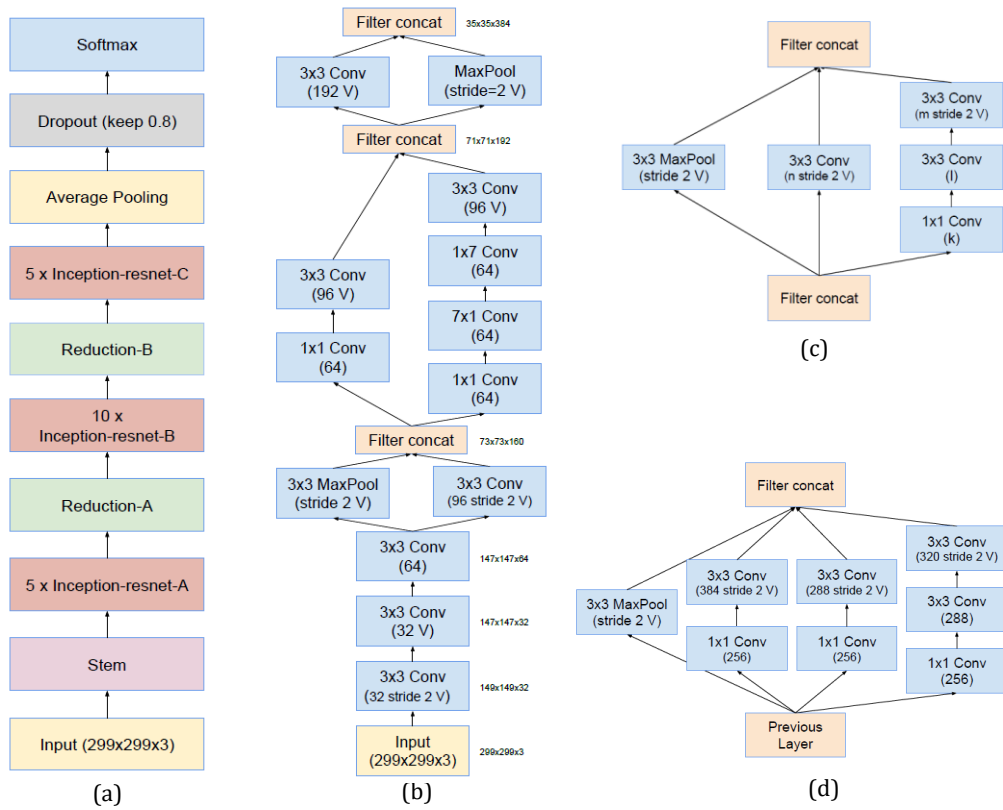 Softmax
Dropout (keep 0.8)
Average Pooling
5 x Inception-resnet-C
Reduction-B
10 x
Inception-resnet-B
Reduction-A
5 x Inception-resnet-A
Stem
Input (299x299x3)
(a)
Filter concat
35x35x384
3x3 Conv
(192 V)
MaxPool
(stride=2 V)
Filter concat
71x71x192
3x3 Conv
(96 V)
1x7 Conv
(64)
3x3 Conv
(96 V)
7x1 Conv
(64)
1x1 Conv
(64)
1x1 Conv
(64)
Filter concat
73x73x160
3x3 MaxPool
(stride 2 V)
3x3 Conv
(96 stride 2 V)
3x3 Conv
(64)
147x147x64
3x3 Conv
(32 V)
147x147x32
3x3 Conv
(32 stride 2 V)
149x149x32
Input
(299x299x3)
299x299x3
(b)
Filter concat
3x3 Conv
(m stride 2 V)
3x3 MaxPool
(stride 2 V)
3x3 Conv
(n stride 2 V)
3x3 Conv
(l)
1x1 Conv
(k)
Filter concat
(c)
Filter concat
3x3 Conv
(320 stride 2 V)
3x3 MaxPool
(stride 2 V)
3x3 Conv
(384 stride 2 V)
3x3 Conv
(288 stride 2 V)
3x3 Conv
(288)
1x1 Conv
(256)
1x1 Conv
(256)
1x1 Conv
(256)
Previous
Layer
(d)